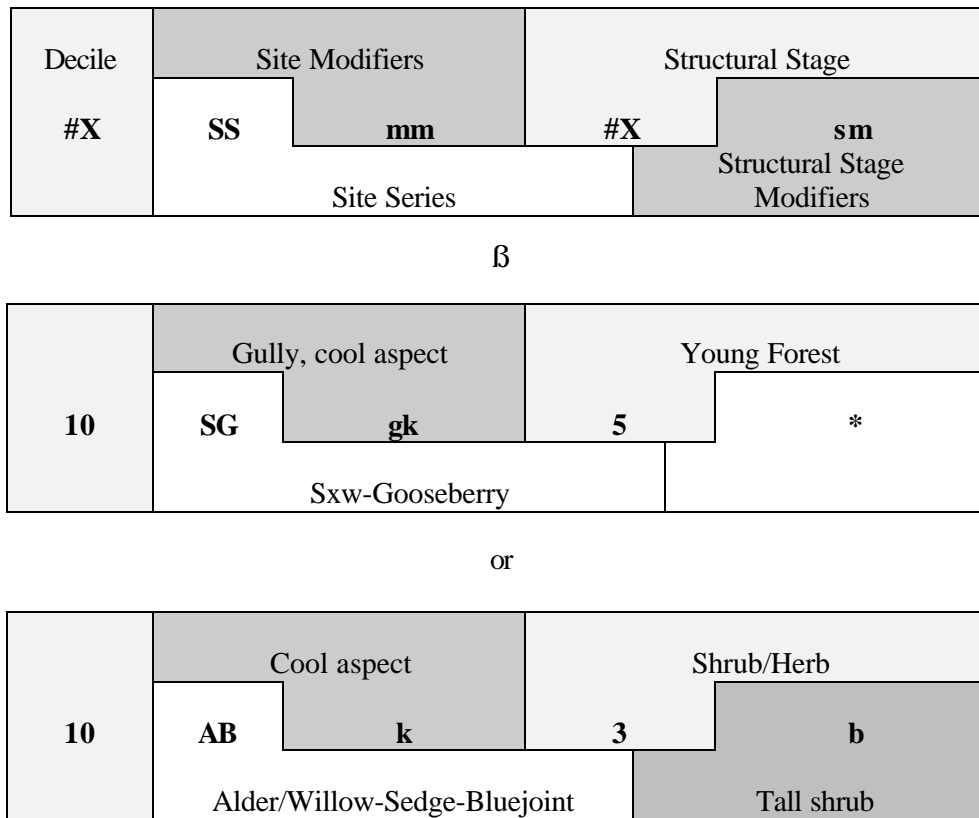 Decile Site Modifiers Structural Stage
#X SS mm #X sm
Structural Stage
Site Series Modifiers
ß
Gully, cool aspect Young Forest
10 SG gk 5 *
Sxw-Gooseberry
or
Cool aspect Shrub/Herb
10 AB k 3 b
Alder/Willow-Sedge-Bluejoint Tall shrub